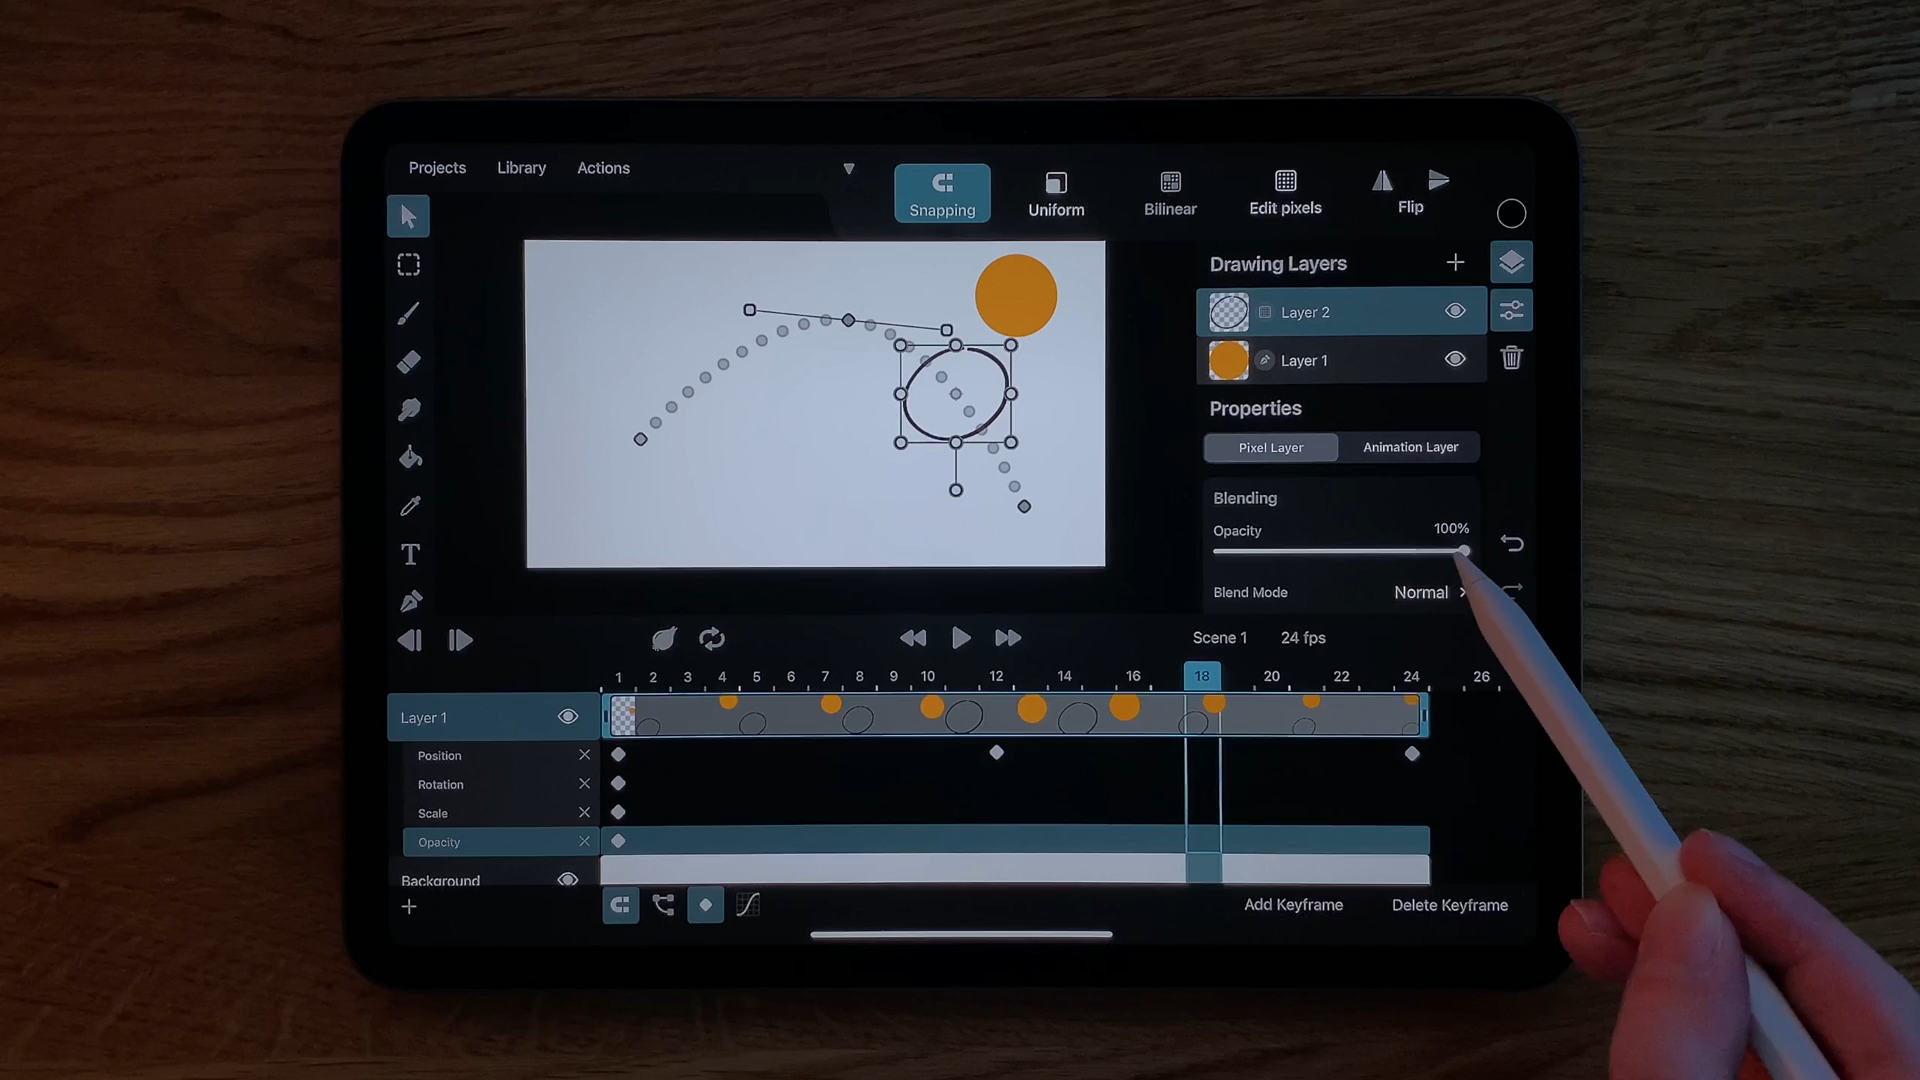 Projects Library Actions
Snapping
Uniform
Bilinear
Edit pixels
Flip
Drawing Layers
Layer 2
Layer 1
Properties
Pixel Layer Animation Layer
Blending
Opacity 100%
Blend Mode Normal
T
Scene 1 24 fps
1 2 3 4 5 6 7 8 9 10 12 14 16 18 20 22 24 26
Layer 1
Position
Rotation
Scale
Opacity
Background
Add Keyframe Delete Keyframe